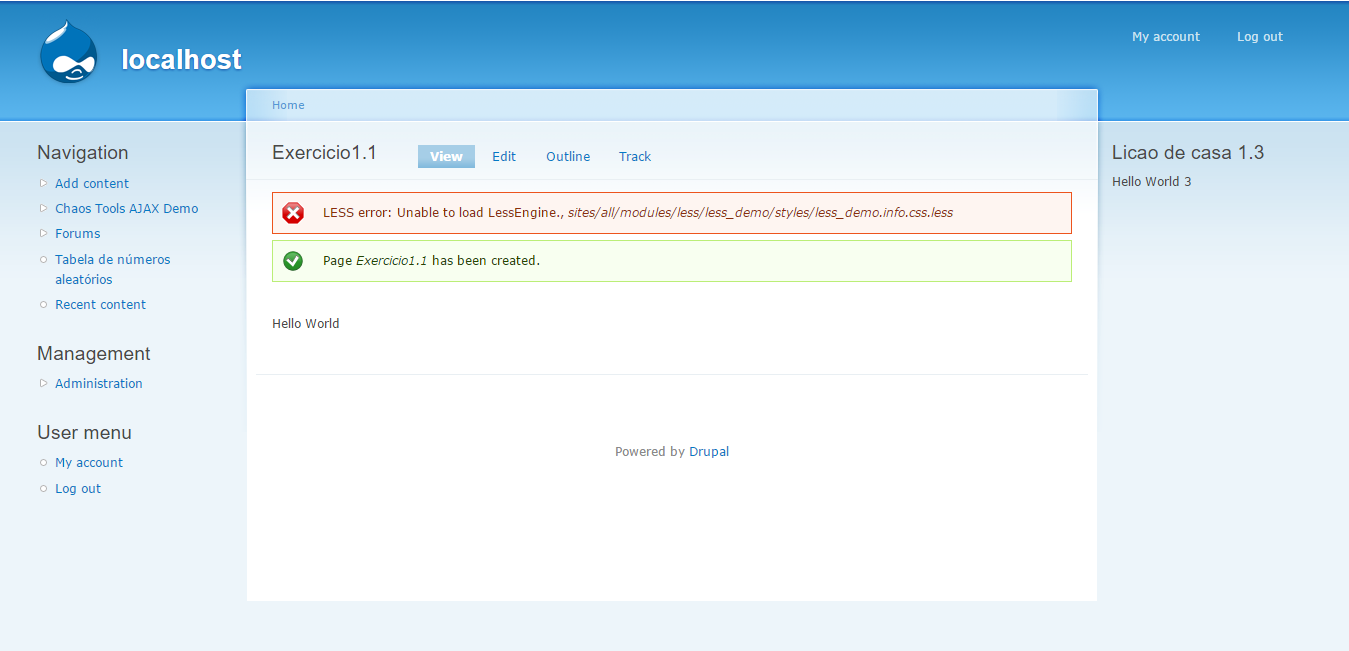 localhost
My account
Log out
Home
Navigation
Add content
Chaos Tools AJAX Demo
Forums
Tabela de números
aleatórios
Recent content
Management
Administration
User menu
My account
Log out
Exercicio1.1
View
Edit
Outline
Track
LESS error: Unable to load LessEngine., sites/all/modules/less/less_demo/styles/less_demo.info.css.less
Page Exercicio1.1 has been created.
Hello World
Powered by Drupal
Licao de casa 1.3
Hello World 3